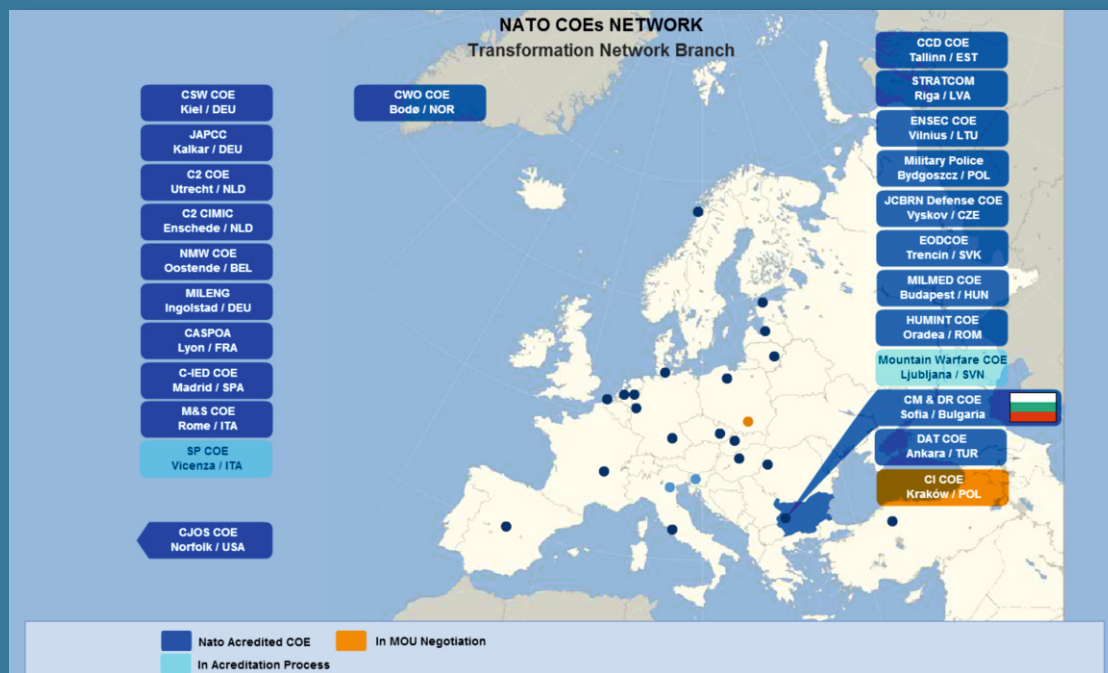 NATO COEs NETWORK
Transformation Network Branch
CSW COE
Kiel / DEU
JAPCC
Kalkar / DEU
C2 COE
Utrecht / NLD
C2 CIMIC
Enschede / NLD
NMW COE
Oostende / BEL
MILENG
Ingolstad / DEU
CASPOA
Lyon / FRA
C-IED COE
Madrid / SPA
M&S COE
Rome / ITA
SP COE
Vicenza / ITA
CJOS COE
Norfolk / USA
CWO COE
Bodø / NOR
CCD COE
Tallinn / EST
STRATCOM
Riga / LVA
ENSEC COE
Vilnius / LTU
Military Police
Bydgoszcz / POL
JCBRN Defense COE
Vyskov / CZE
EODCOE
Trencin / SVK
MILMED COE
Budapest / HUN
HUMINT COE
Oradea / ROM
Mountain Warfare COE
Ljubljana / SVN
CM & DR COE
Sofia / Bulgaria
DAT COE
Ankara / TUR
CI COE
Kraków / POL
Nato Acredited COE
In MOU Negotiation
In Acreditation Process